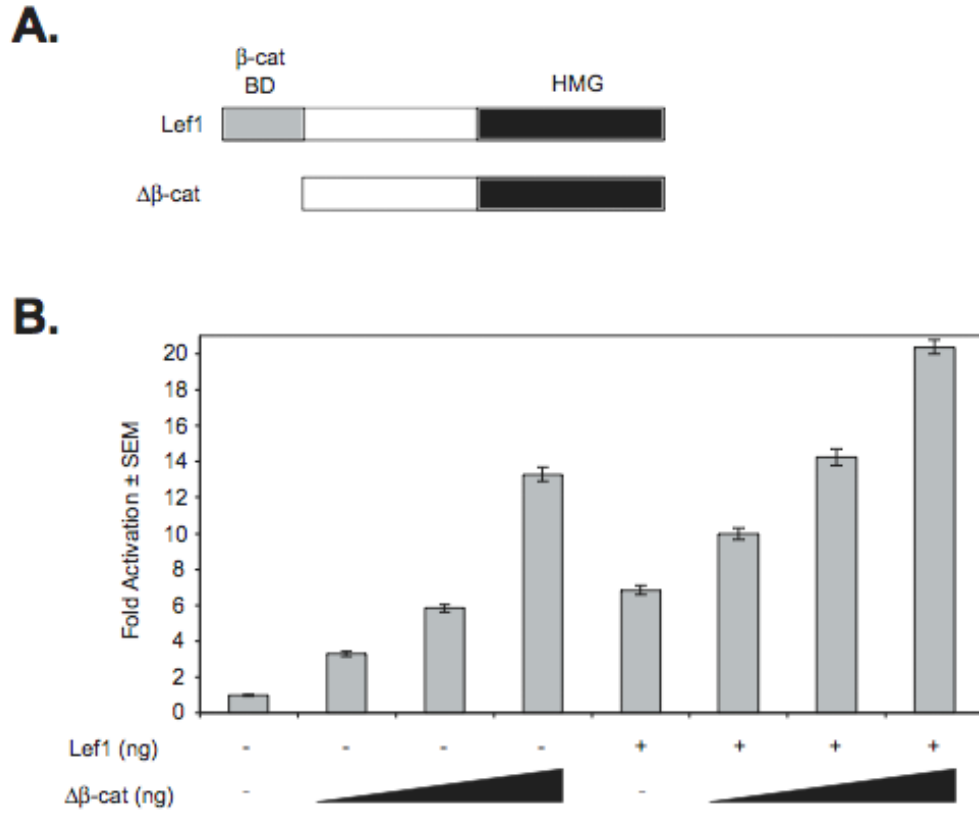 A.
β-cat
BD
HMG
Lef1
Δβ-cat
B.
Fold Activation ± SEM
20
18
16
14
12
10
8
6
4
2
0
Lef1 (ng) - - - - + + + +
Δβ-cat (ng) - -